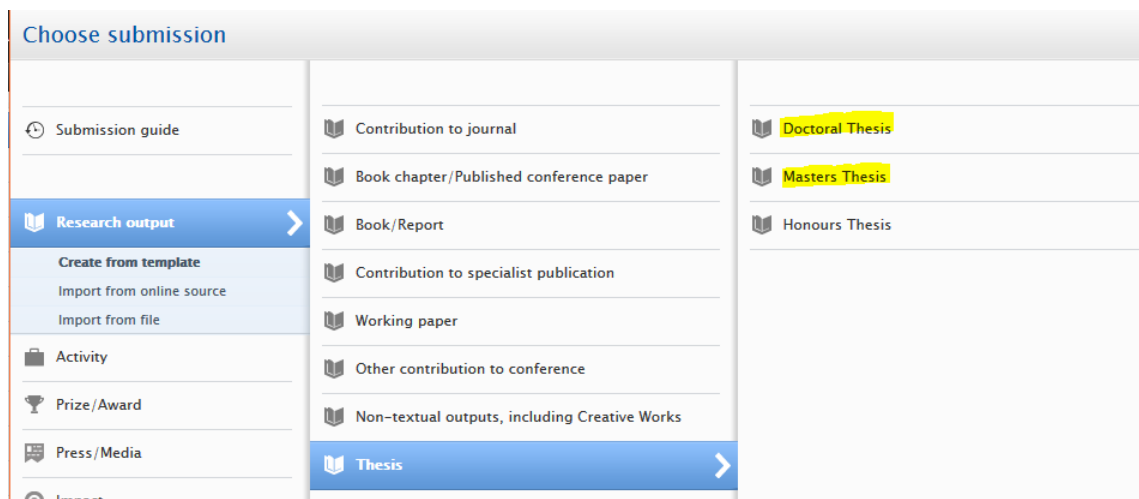 Choose submission
Submission guide
Research output
Create from template
Import from online source
Import from file
Activity
Prize/Award
Press/Media
Contribution to journal
Book chapter/Published conference paper
Book/Report
Contribution to specialist publication
Working paper
Other contribution to conference
Non-textual outputs, including Creative Works
Thesis
Doctoral Thesis
Masters Thesis
Honours Thesis